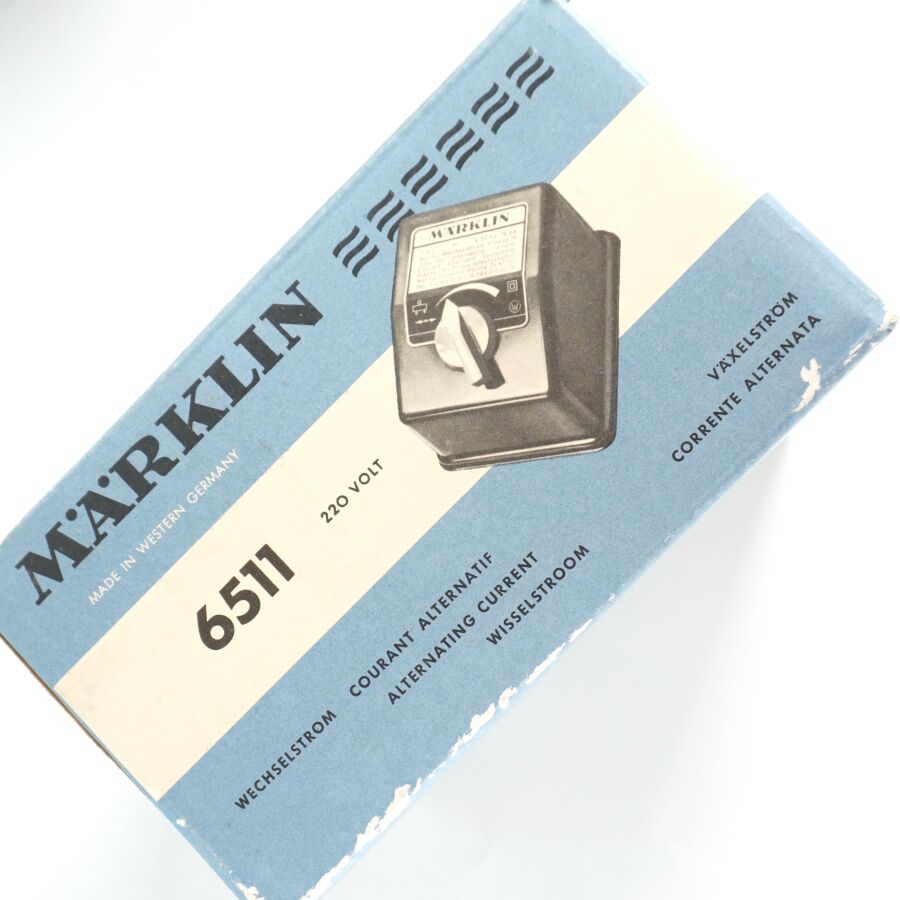 MÄRKLIN
MADE IN WESTERN GERMANY
6511
220 VOLT
MÄRKLIN
WECHSELSTROM
COURANT ALTERNATIF
ALTERNATING CURRENT
WISSELSTROOM
VÄXELSTRÖM
CORRENTE ALTERNATA